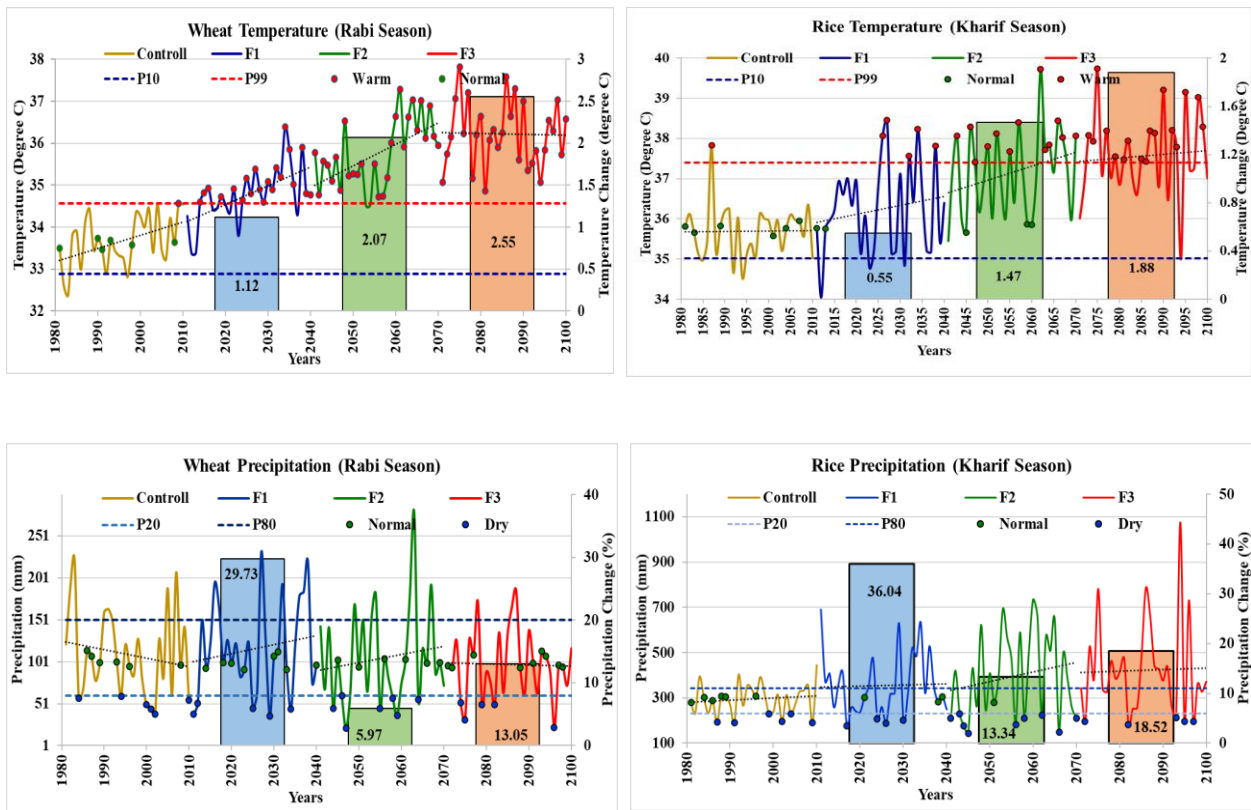 Wheat Temperature (Rabi Season)
Controll F1 F2 F3
P10 P99 Warm Normal
Temperature (Degree C)
38
37
36
35
34
33
32
Temperature Change (degree C)
3
2.5
2
1.5
1
0.5
0
1.12
2.07
2.55
1980 1990 2000 2010 2020 2030 2040 2050 2060 2070 2080 2090 2100
Years
Rice Temperature (Kharif Season)
Controll F1 F2 F3
P10 P99 Normal Warm
Temperature (Degree C)
40
39
38
37
36
35
34
Temperature Change (degree C)
2
1.6
1.2
0.8
0.4
0
0.55
1.47
1.88
1980 1985 1990 1995 2000 2005 2010 2015 2020 2025 2030 2035 2040 2045 2050 2055 2060 2065 2070 2075 2080 2085 2090 2095 2100
Years
Wheat Precipitation (Rabi Season)
Controll F1 F2 F3
P20 P80 Normal Dry
Precipitation (mm)
251
201
151
101
51
1
Precipitation Change (%)
40
30
20
10
0
29.73
5.97
13.05
1980 1990 2000 2010 2020 2030 2040 2050 2060 2070 2080 2090 2100
Years
Rice Precipitation (Kharif Season)
Controll F1 F2 F3
P20 P80 Normal Dry
Precipitation (mm)
1100
900
700
500
300
100
Precipitation Change (%)
50
40
30
20
10
0
36.04
13.34
18.52
1980 1990 2000 2010 2020 2030 2040 2050 2060 2070 2080 2090 2100
Years